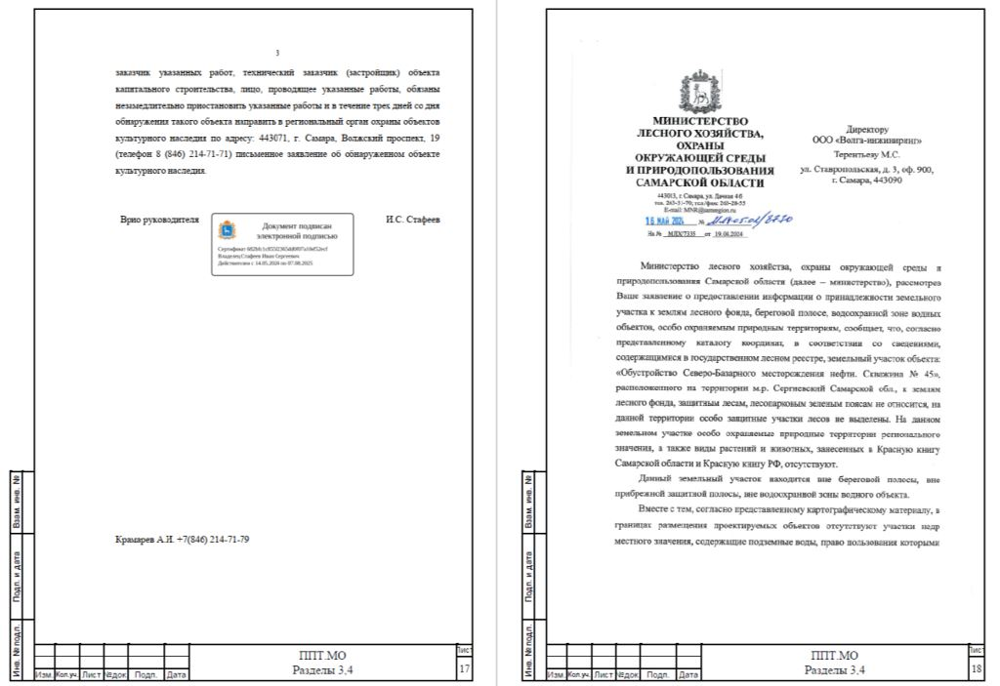 3
заказчик указанных работ, технический заказчик (застройщик) объекта
капитального строительства, лицо, проводящее указанные работы, обязаны
незамедлительно приостановить указанные работы и в течение трех дней со дня
обнаружения такого объекта направить в региональный орган охраны объектов
культурного наследия по адресу: 443071, г. Самара, Волжский проспект, 19
(телефон 8 (846) 214-71-71) письменное заявление об обнаруженном объекте
культурного наследия.
Врио руководителя
Документ подписан
электронной подписью
Сертификат
Владелец Стафеев Иван Сергеевич
Действителен с 14.05.2024 по 07.08.2025
И.С. Стафеев
Крамарев А.И. +7(846) 214-71-79
Взам. инв. №
Подп. и дата
Инв. № подл.
Изм. Кол.уч. Лист №док. Подп. Дата
ППТ.МО
Разделы 3,4
Лист
17
МИНИСТЕРСТВО
ЛЕСНОГО ХОЗЯЙСТВА,
ОХРАНЫ
ОКРУЖАЮЩЕЙ СРЕДЫ
И ПРИРОДОПОЛЬЗОВАНИЯ
САМАРСКОЙ ОБЛАСТИ
443013, г. Самара, ул. Дачная 4б
тел. 263-31-70; тел/факс 263-28-55
E-mail: MNR@samregion.ru
16 МАЙ 2024 №
На № МЛХ/7335 от 19.04.2024
Директору
ООО «Волга-инжиниринг»
Терентьеву М.С.
ул. Ставропольская, д. 3, оф. 900,
г. Самара, 443090
Министерство лесного хозяйства, охраны окружающей среды и
природопользования Самарской области (далее – министерство), рассмотрев
Ваше заявление о предоставлении информации о принадлежности земельного
участка к землям лесного фонда, береговой полосе, водоохранной зоне водных
объектов, особо охраняемым природным территориям, сообщает, что, согласно
представленному каталогу координат, в соответствии со сведениями,
содержащимися в государственном лесном реестре, земельный участок объекта:
«Обустройство Северо-Базарного месторождения нефти. Скважина № 45»,
расположенного на территории м.р. Сергиевский Самарской обл., к землям
лесного фонда, защитным лесам, лесопарковым зеленым поясам не относится, на
данной территории особо защитные участки лесов не выделены. На данном
земельном участке особо охраняемые природные территории регионального
значения, а также виды растений и животных, занесенных в Красную книгу
Самарской области и Красную книгу РФ, отсутствуют.
Данный земельный участок находится вне береговой полосы, вне
прибрежной защитной полосы, вне водоохранной зоны водного объекта.
Вместе с тем, согласно представленному картографическому материалу, в
границах размещения проектируемых объектов отсутствуют участки недр
местного значения, содержащие подземные воды, право пользования которыми
Взам. инв. №
Подп. и дата
Инв. № подл.
Изм. Кол.уч. Лист №док. Подп. Дата
ППТ.МО
Разделы 3,4
Лист
18